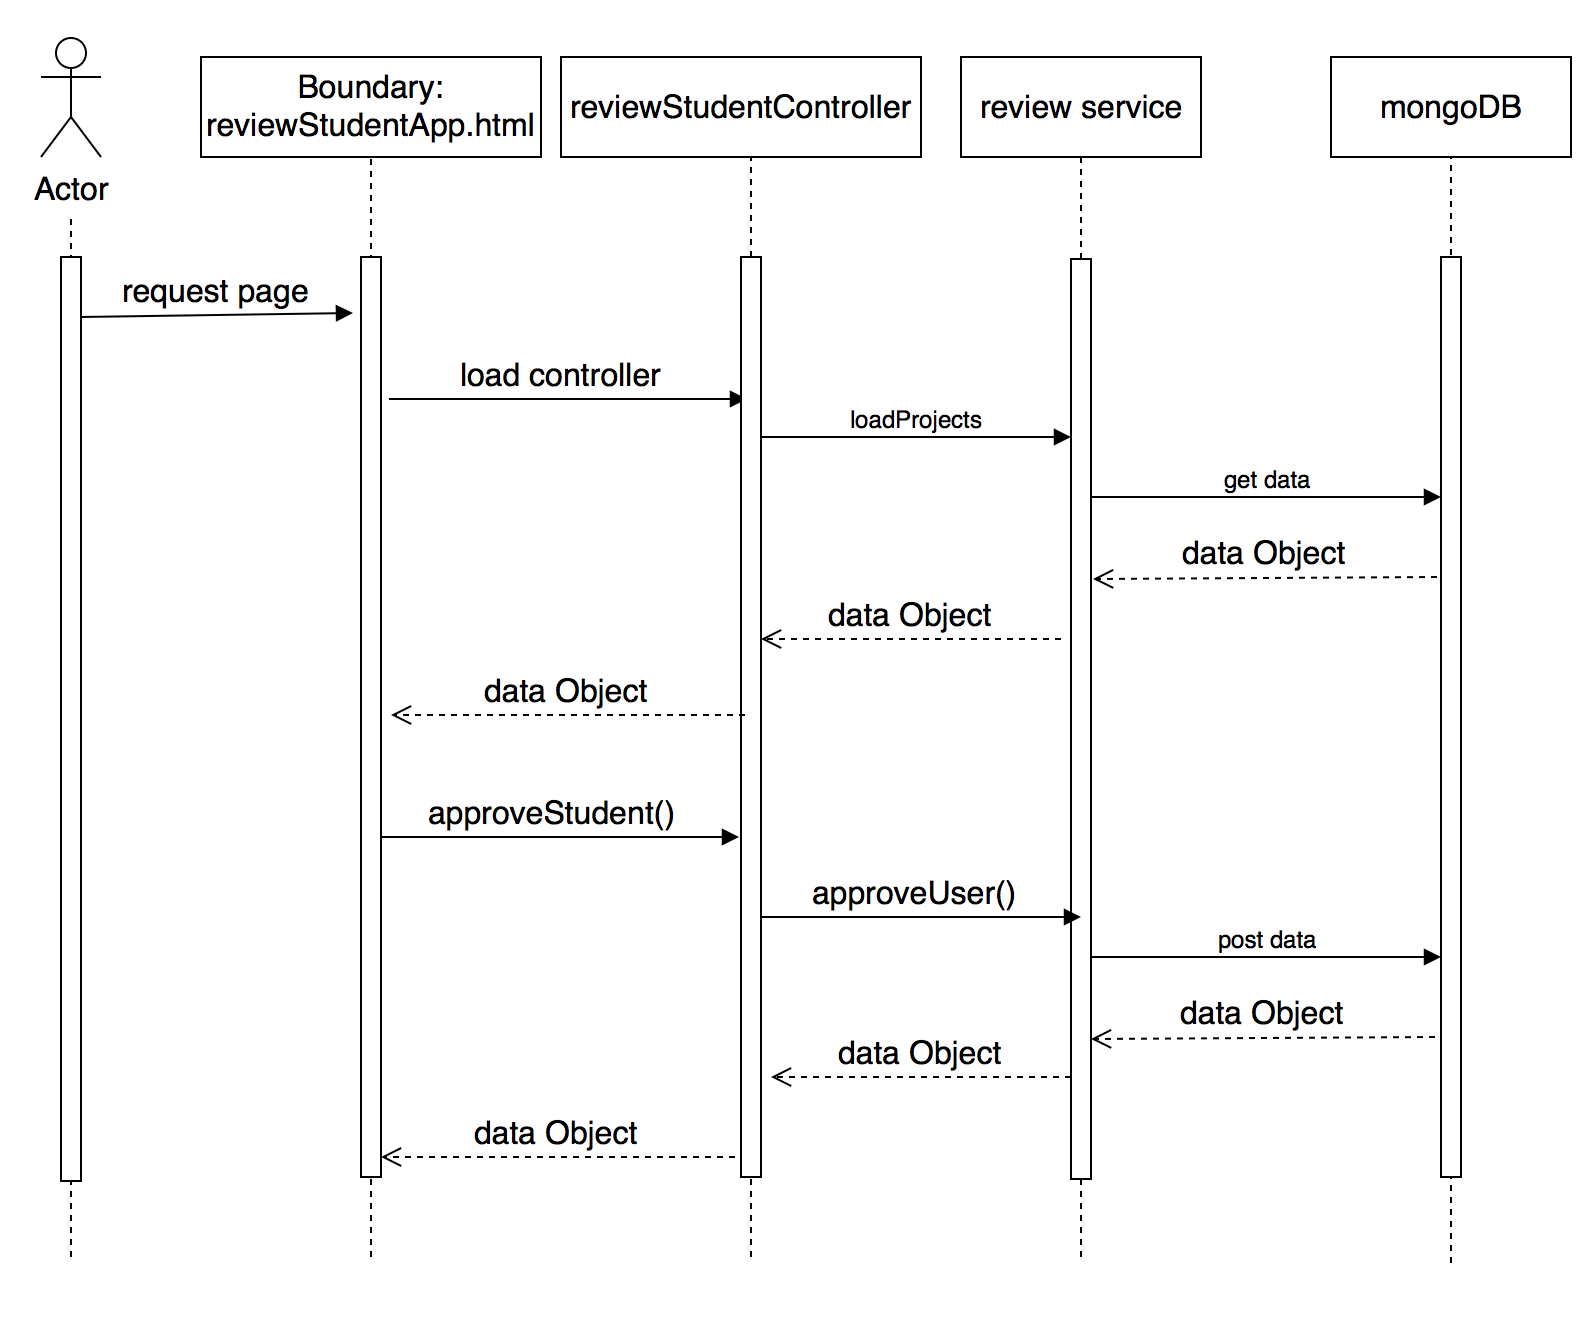 Boundary:
reviewStudentApp.html
reviewStudentController
review service
mongoDB
Actor
request page
load controller
loadProjects
get data
data Object
data Object
data Object
approveStudent()
approveUser()
post data
data Object
data Object
data Object